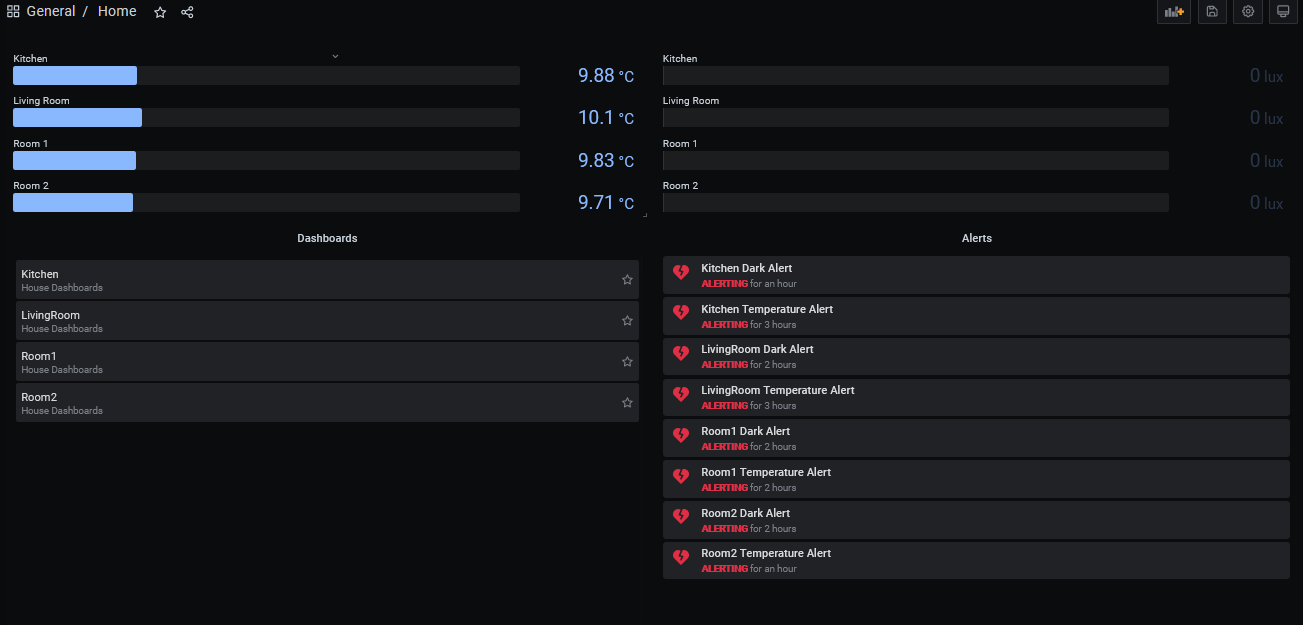 General / Home
Kitchen
9.88 °C
Living Room
10.1 °C
Room 1
9.83 °C
Room 2
9.71 °C
Kitchen
0 lux
Living Room
0 lux
Room 1
0 lux
Room 2
0 lux
Dashboards
Kitchen
House Dashboards
LivingRoom
House Dashboards
Room1
House Dashboards
Room2
House Dashboards
Alerts
Kitchen Dark Alert
ALERTING for an hour
Kitchen Temperature Alert
ALERTING for 3 hours
LivingRoom Dark Alert
ALERTING for 2 hours
LivingRoom Temperature Alert
ALERTING for 3 hours
Room1 Dark Alert
ALERTING for 2 hours
Room1 Temperature Alert
ALERTING for 2 hours
Room2 Dark Alert
ALERTING for 2 hours
Room2 Temperature Alert
ALERTING for an hour